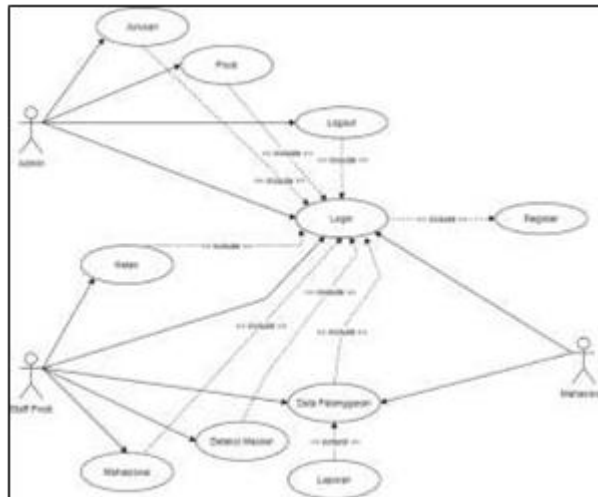 Jurusan
Prodi
Logout
Admin
<< include >>
<< include >>
<< include >>
Login
<< include >>
Register
<< include >>
Kelas
<< include >>
<< include >>
<< include >>
Staff Prodi
Data Pelanggaran
Mahasiswa
Deteksi Masker
<< extend >>
Mahasiswa
Laporan